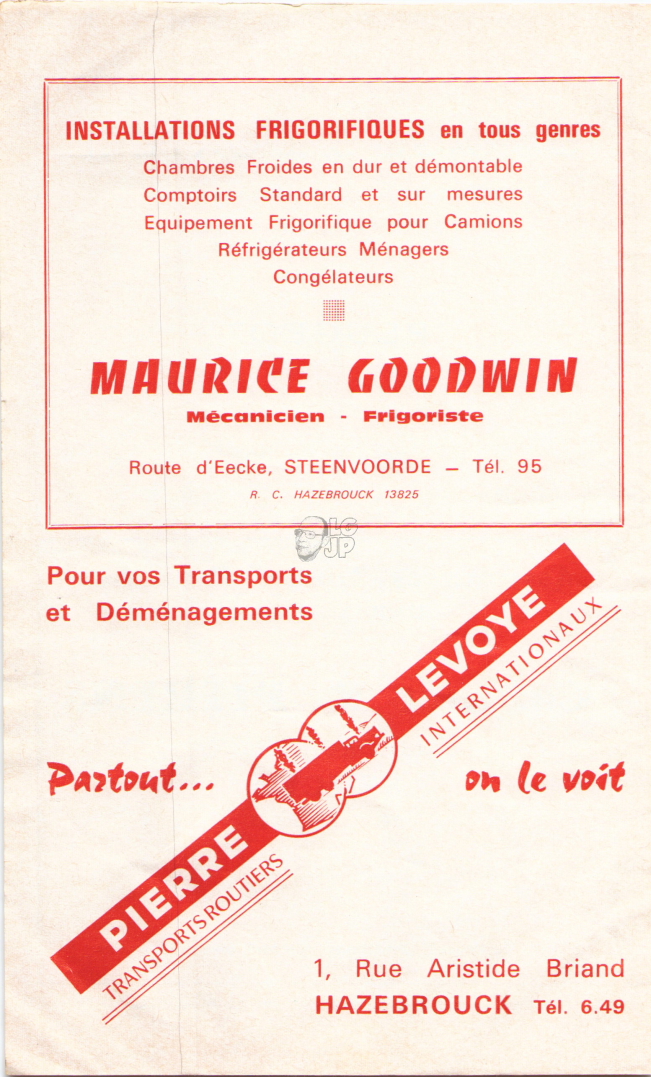 INSTALLATIONS FRIGORIFIQUES en tous genres
Chambres Froides en dur et démontable
Comptoirs Standard et sur mesures
Equipement Frigorifique pour Camions
Réfrigérateurs Ménagers
Congélateurs
MAURICE GOODWIN
Mécanicien - Frigoriste
Route d'Eecke, STEENVOORDE — Tél. 95
R. C. HAZEBROUCK 13825
LG
JP
Pour vos Transports
et Déménagements
PIERRE LEVOYE
TRANSPORTS ROUTIERS INTERNATIONAUX
Partout... on le voit
1, Rue Aristide Briand
HAZEBROUCK Tél. 6.49